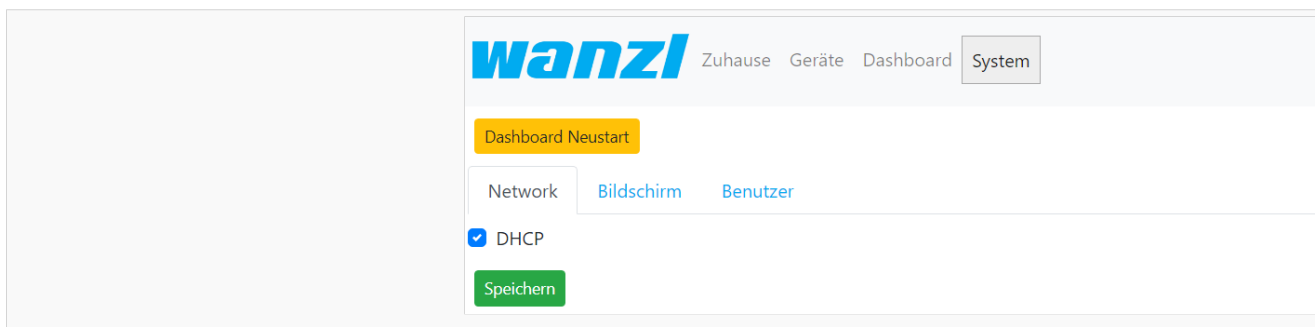 wanzl Zuhause Geräte Dashboard System
Dashboard Neustart
Network Bildschirm Benutzer
DHCP
Speichern